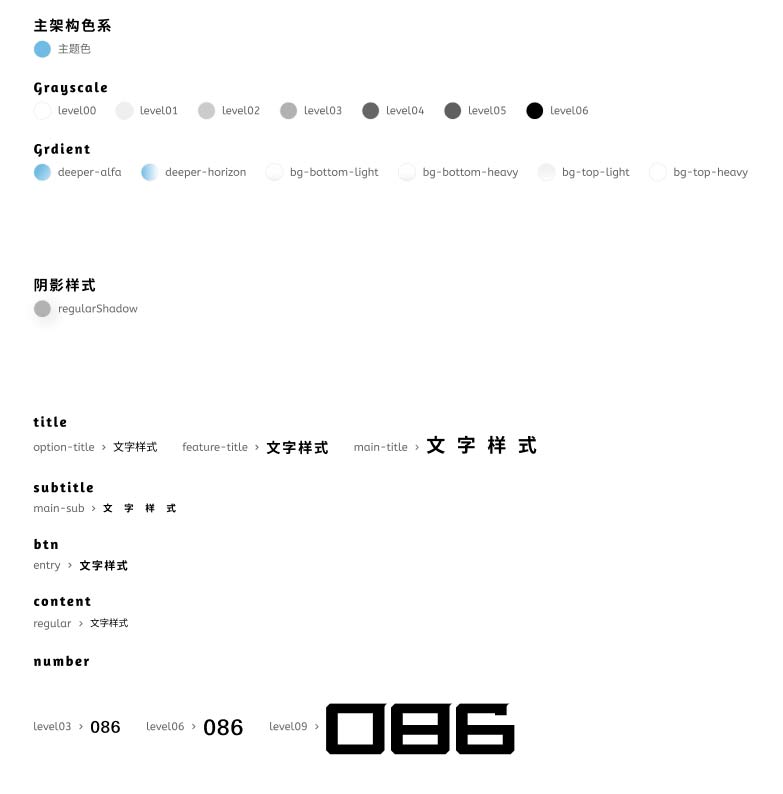 主架构色系
主题色
Grayscale
level00 level01 level02 level03 level04 level05 level06
Grdient
deeper-alfa deeper-horizon bg-bottom-light bg-bottom-heavy bg-top-light bg-top-heavy
阴影样式
regularShadow
title
option-title > 文字样式 feature-title > 文字样式 main-title > 文字样式
subtitle
main-sub > 文字样式
btn
entry > 文字样式
content
regular > 文字样式
number
level03 > 086 level06 > 086 level09 > 086